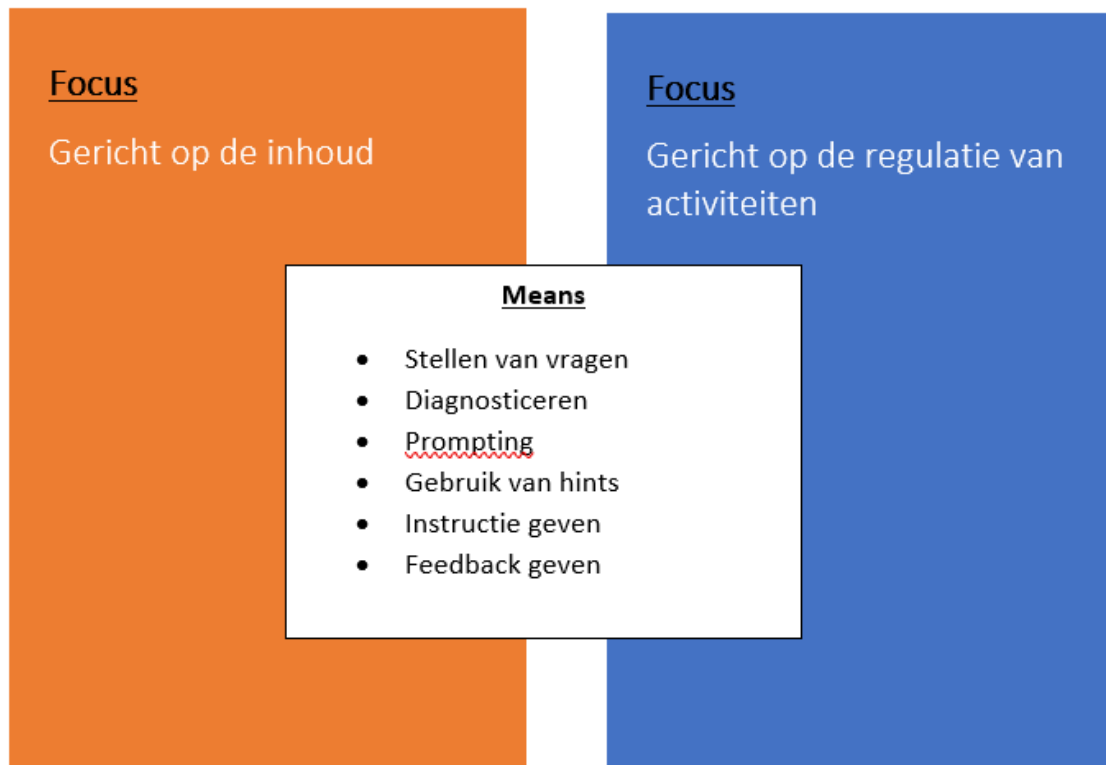 Focus
Gericht op de inhoud
Focus
Gericht op de regulatie van
activiteiten
Means
• Stellen van vragen
• Diagnosticeren
• Prompting
• Gebruik van hints
• Instructie geven
• Feedback geven